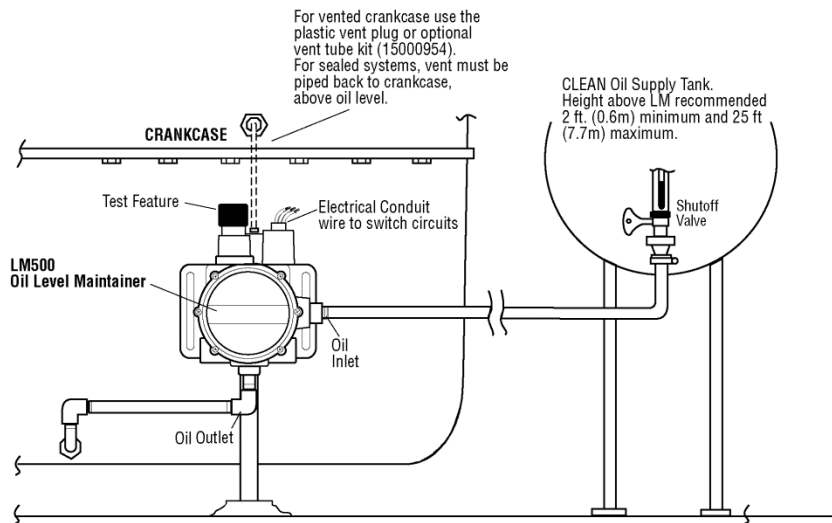 For vented crankcase use the
plastic vent plug or optional
vent tube kit (15000954).
For sealed systems, vent must be
piped back to crankcase,
above oil level.
CLEAN Oil Supply Tank.
Height above LM recommended
2 ft. (0.6m) minimum and 25 ft
(7.7m) maximum.
CRANKCASE
Test Feature
Electrical Conduit
wire to switch circuits
Shutoff
Valve
LM500
Oil Level Maintainer
Oil
Inlet
Oil Outlet